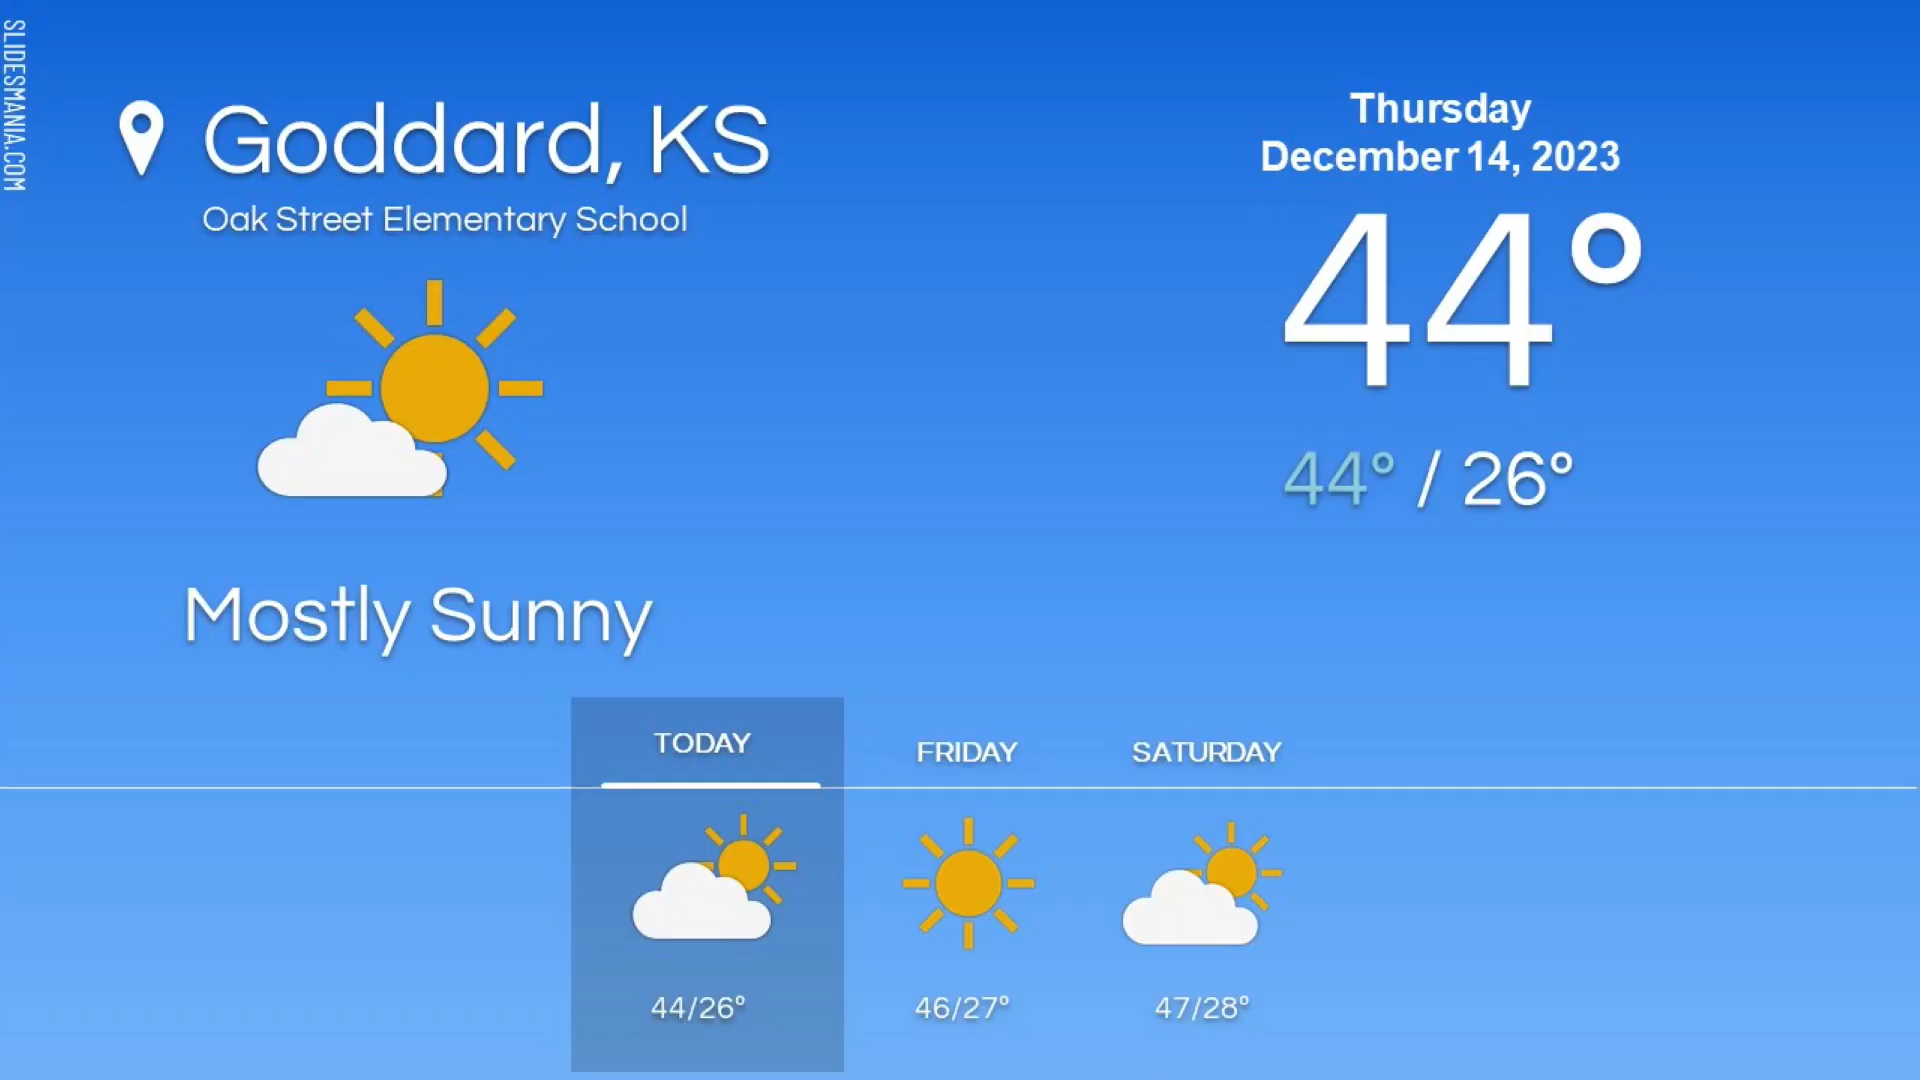 SLIDESMANIA.COM
Goddard, KS
Oak Street Elementary School
Thursday
December 14, 2023
44°
44° / 26°
Mostly Sunny
TODAY
FRIDAY
SATURDAY
44/26°
46/27°
47/28°